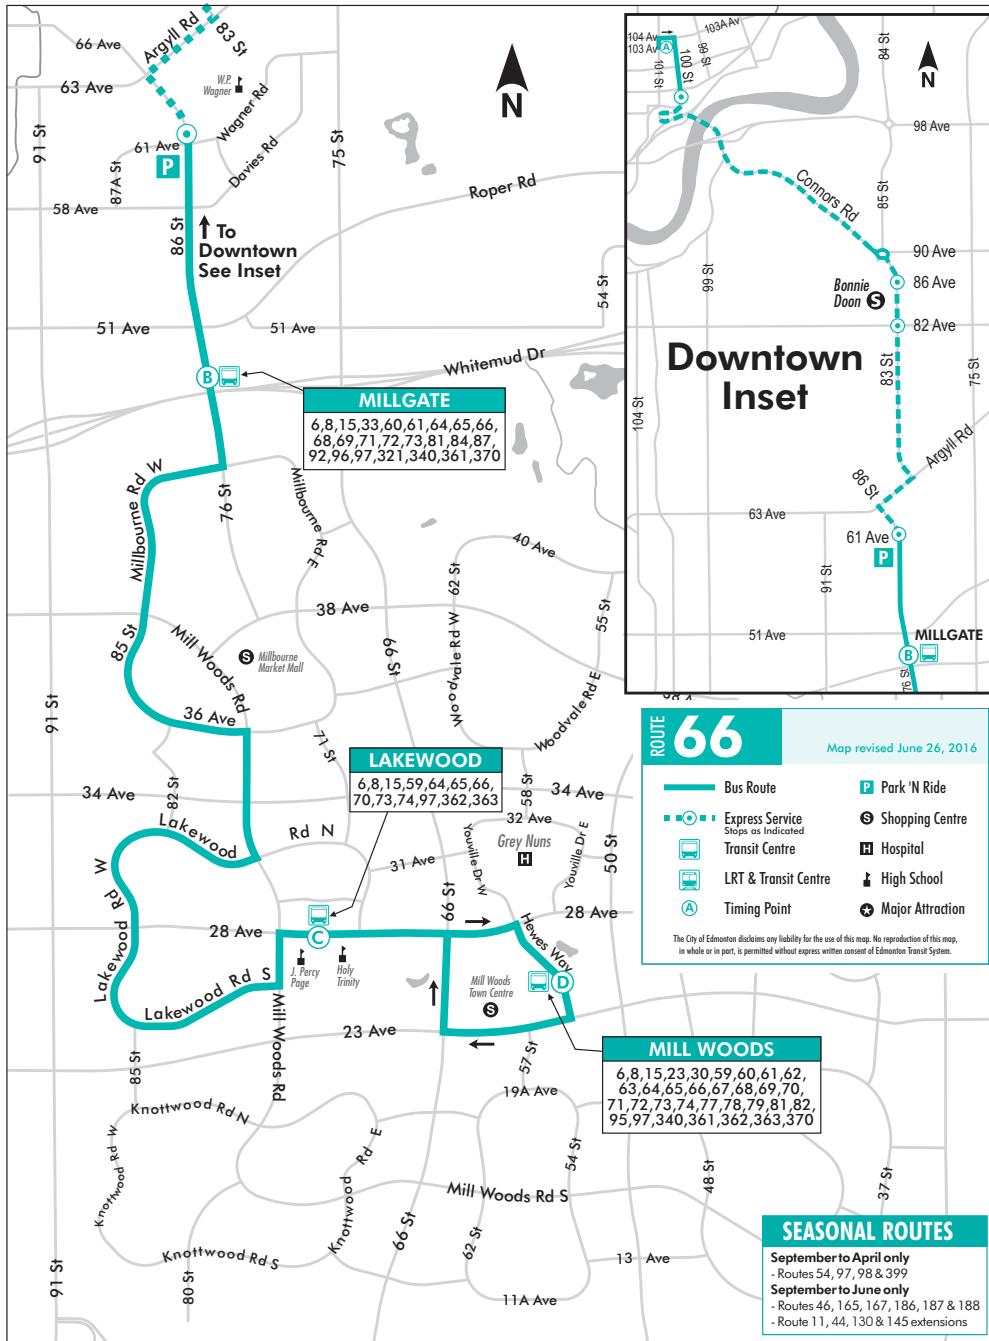 Argyll Rd
83 St
66 Ave
63 Ave
W.P.
Wagner
Wagner Rd
91 St
61 Ave
P
87A St
Davies Rd
75 St
N
58 Ave
86 St
Roper Rd
To
Downtown
See Inset
54 St
51 Ave
51 Ave
Whitemud Dr
B
MILLGATE
6,8,15,33,60,61,64,65,66,
68,69,71,72,73,81,84,87,
92,96,97,321,340,361,370
Millbourne Rd W
76 St
Millbourne Rd E
40 Ave
62 St
38 Ave
55 St
85 St
Mill Woods Rd
S
Millbourne
Market Mall
66 St
Woodvale Rd W
Woodvale Rd E
91 St
36 Ave
71 St
LAKEWOOD
6,8,15,59,64,65,66,
70,73,74,97,362,363
34 Ave
82 St
58 St
34 Ave
Lakewood
Rd N
32 Ave
Grey Nuns
H
Youville Dr W
Youville Dr E
50 St
31 Ave
Lakewood Rd W
66 St
28 Ave
28 Ave
C
Hewes Way
J. Percy
Page
Holy
Trinity
Mill Woods
Town Centre
S
D
Lakewood Rd S
Mill Woods Rd
23 Ave
57 St
85 St
19A Ave
MILL WOODS
6,8,15,23,30,59,60,61,62,
63,64,65,66,67,68,69,70,
71,72,73,74,77,78,79,81,82,
95,97,340,361,362,363,370
Knottwood Rd N
Knottwood Rd W
Knottwood Rd E
54 St
Mill Woods Rd S
48 St
37 St
66 St
62 St
Knottwood Rd S
13 Ave
91 St
80 St
11A Ave
103A Av
104 Av
103 Av
A
101 St
100 St
99 St
84 St
N
98 Ave
Connors Rd
85 St
90 Ave
99 St
Bonnie
Doon
S
86 Ave
82 Ave
Downtown
Inset
83 St
75 St
104 St
Argyll Rd
86 St
63 Ave
61 Ave
P
91 St
51 Ave
MILLGATE
B
76 St
ROUTE
66
Map revised June 26, 2016
Bus Route
Express Service
Stops as Indicated
Transit Centre
LRT & Transit Centre
A
Timing Point
P
Park 'N Ride
S
Shopping Centre
H
Hospital
High School
Major Attraction
The City of Edmonton disclaims any liability for the use of this map. No reproduction of this map,
in whole or in part, is permitted without express written consent of Edmonton Transit System.
SEASONAL ROUTES
September to April only
- Routes 54, 97, 98 & 399
September to June only
- Routes 46, 165, 167, 186, 187 & 188
- Route 11, 44, 130 & 145 extensions